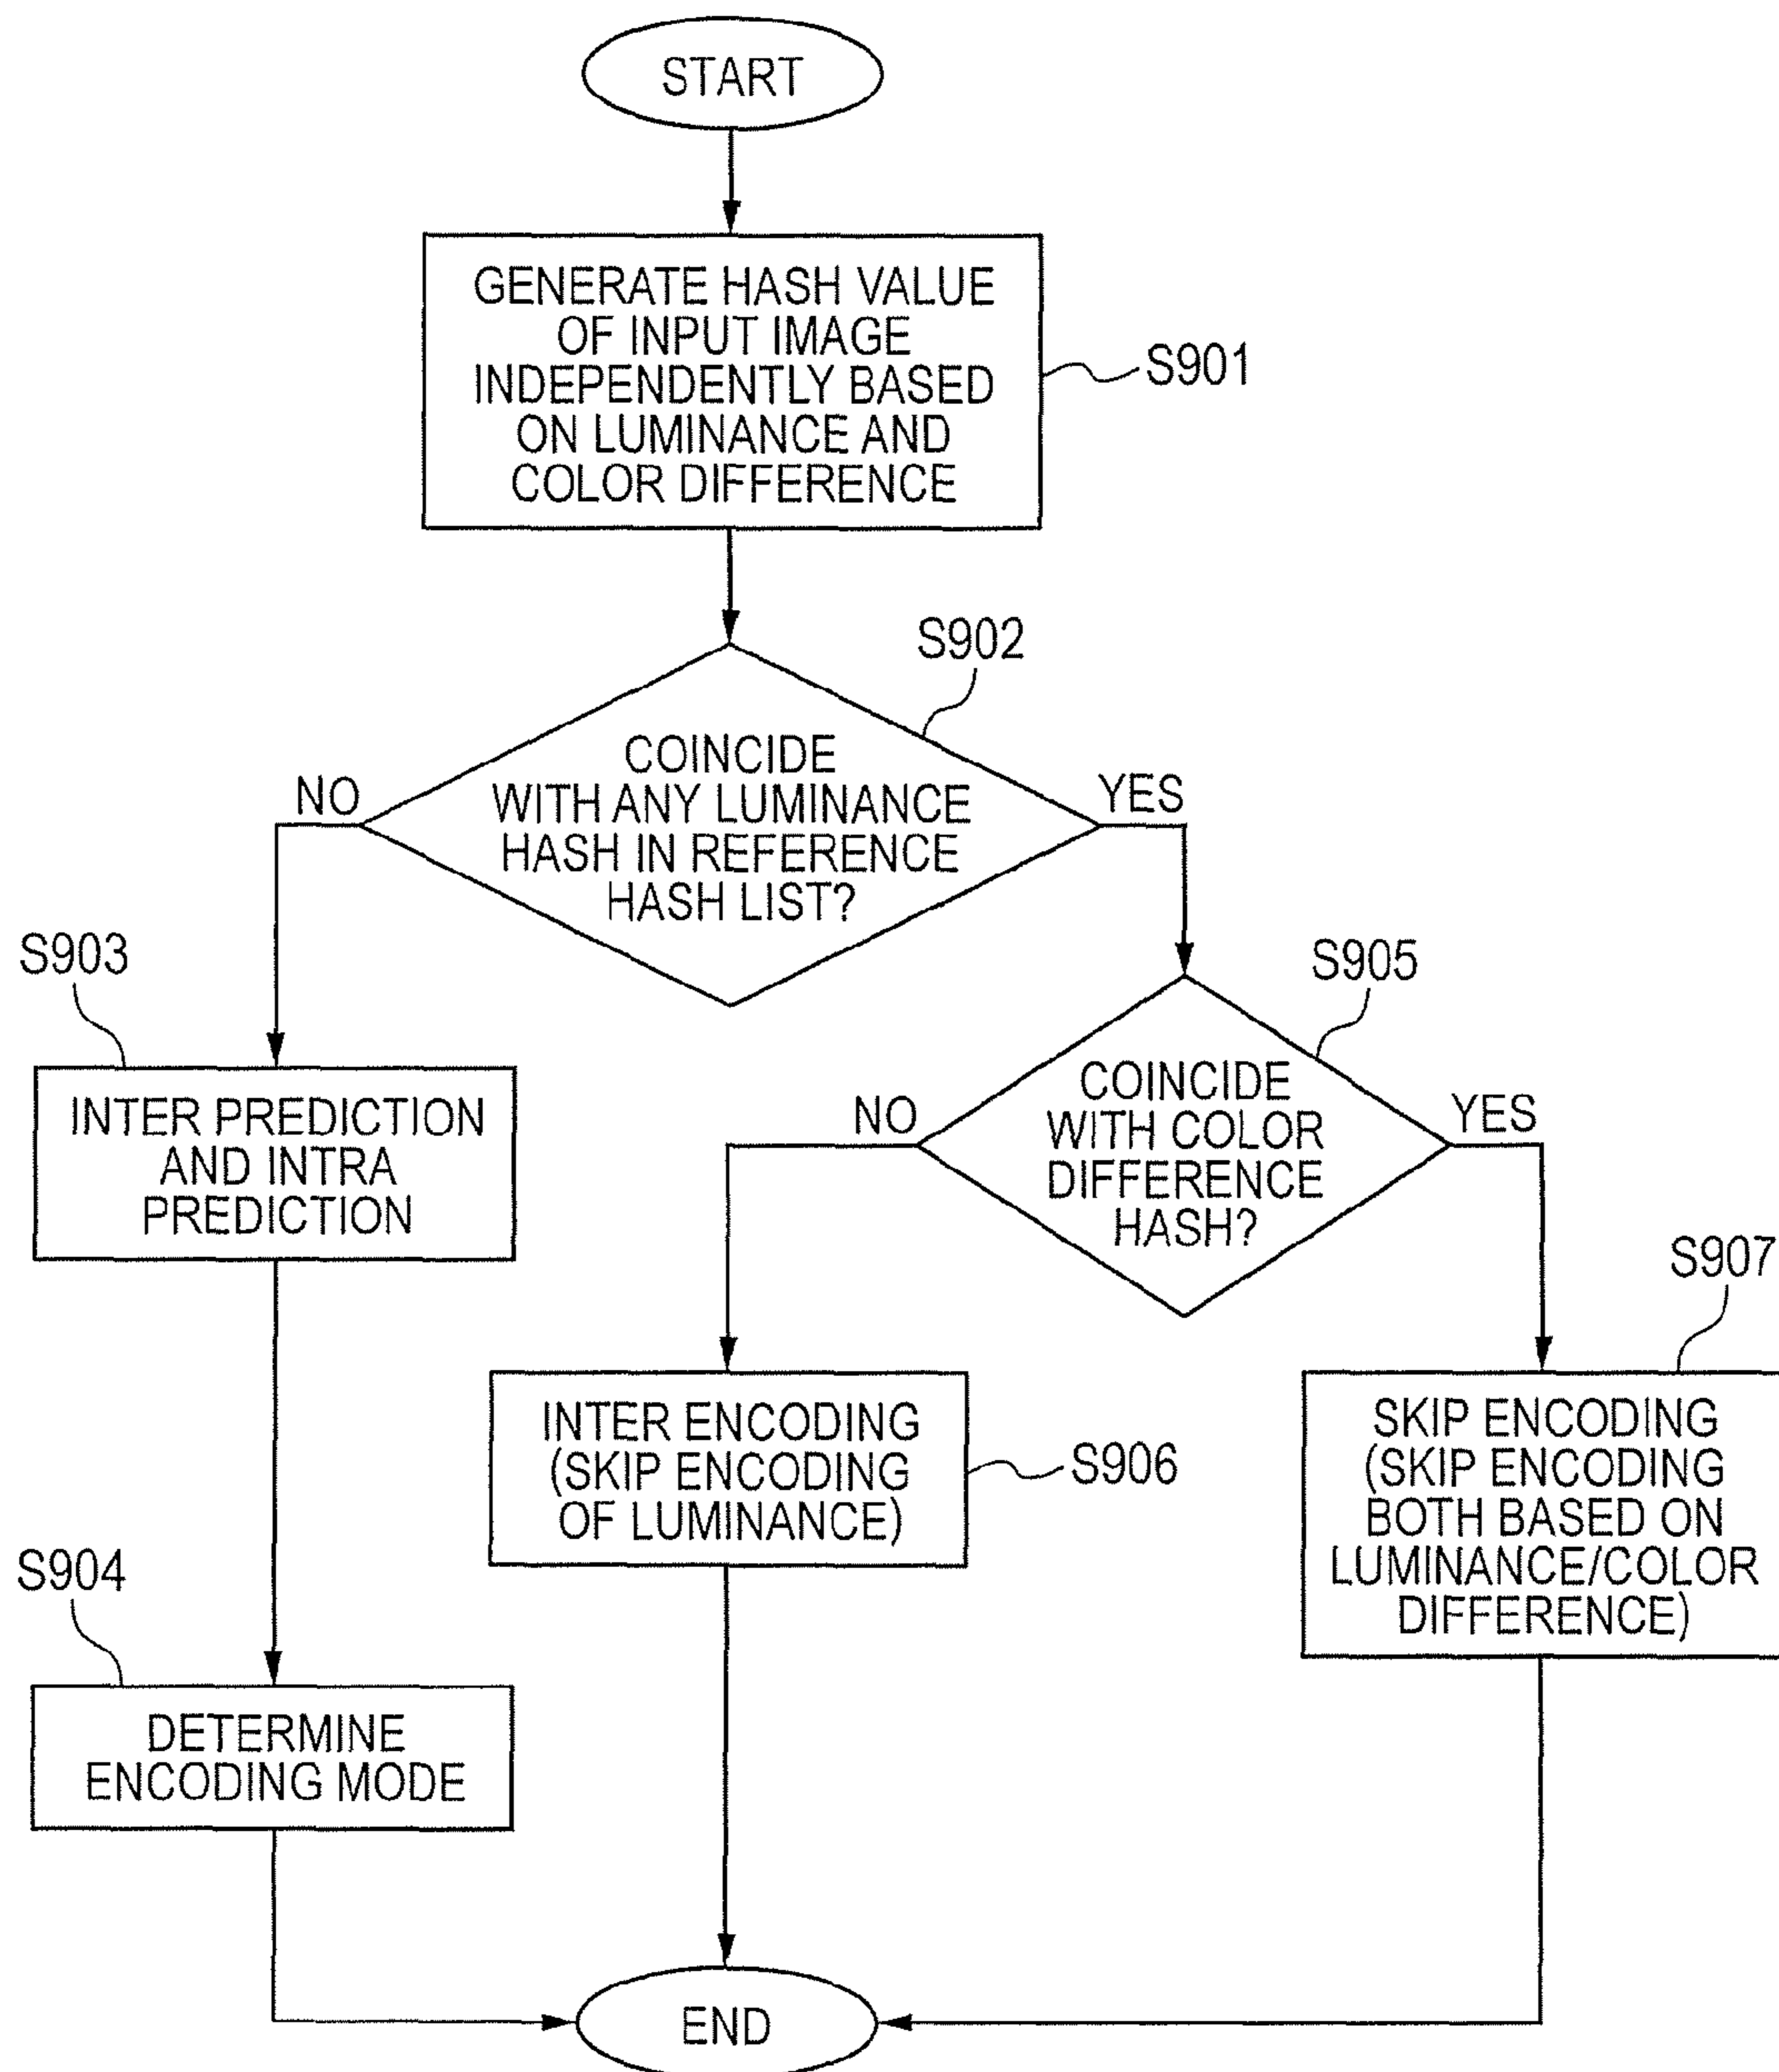 START
GENERATE HASH VALUE
OF INPUT IMAGE
INDEPENDENTLY BASED
ON LUMINANCE AND
COLOR DIFFERENCE
S901
S902
COINCIDE
WITH ANY LUMINANCE
HASH IN REFERENCE
HASH LIST?
NO
YES
S903
INTER PREDICTION
AND INTRA
PREDICTION
S905
COINCIDE
WITH COLOR
DIFFERENCE
HASH?
NO
YES
S904
DETERMINE
ENCODING MODE
INTER ENCODING
(SKIP ENCODING
OF LUMINANCE)
S906
S907
SKIP ENCODING
(SKIP ENCODING
BOTH BASED ON
LUMINANCE/COLOR
DIFFERENCE)
END